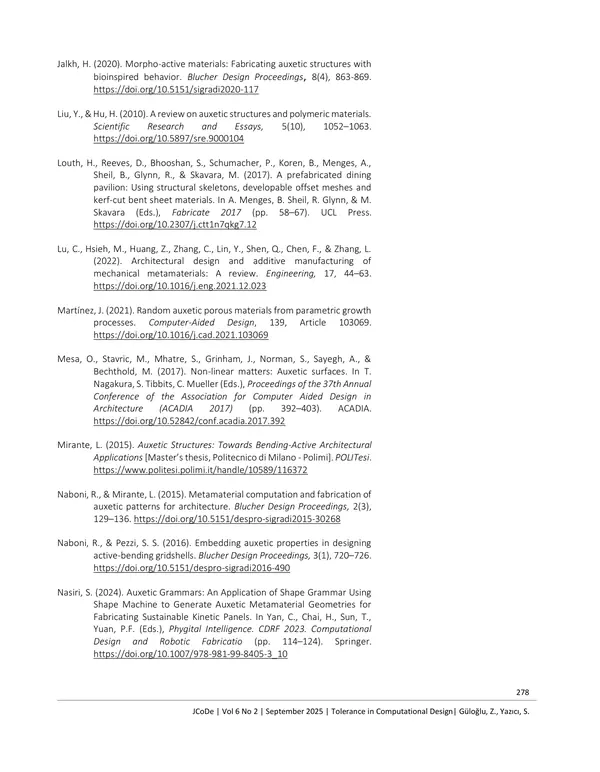 Jalkh, H. (2020). Morpho-active materials: Fabricating auxetic structures with
bioinspired behavior. Blucher Design Proceedings, 8(4), 863-869.
https://doi.org/10.5151/sigradi2020-117
Liu, Y., & Hu, H. (2010). A review on auxetic structures and polymeric materials.
Scientific Research and Essays, 5(10), 1052–1063.
https://doi.org/10.5897/sre.9000104
Louth, H., Reeves, D., Bhooshan, S., Schumacher, P., Koren, B., Menges, A.,
Sheil, B., Glynn, R., & Skavara, M. (2017). A prefabricated dining
pavilion: Using structural skeletons, developable offset meshes and
kerf-cut bent sheet materials. In A. Menges, B. Sheil, R. Glynn, & M.
Skavara (Eds.), Fabricate 2017 (pp. 58–67). UCL Press.
https://doi.org/10.2307/j.ctt1n7qkg7.12
Lu, C., Hsieh, M., Huang, Z., Zhang, C., Lin, Y., Shen, Q., Chen, F., & Zhang, L.
(2022). Architectural design and additive manufacturing of
mechanical metamaterials: A review. Engineering, 17, 44–63.
https://doi.org/10.1016/j.eng.2021.12.023
Martínez, J. (2021). Random auxetic porous materials from parametric growth
processes. Computer-Aided Design, 139, Article 103069.
https://doi.org/10.1016/j.cad.2021.103069
Mesa, O., Stavric, M., Mhatre, S., Grinham, J., Norman, S., Sayegh, A., &
Bechthold, M. (2017). Non-linear matters: Auxetic surfaces. In T.
Nagakura, S. Tibbits, C. Mueller (Eds.), Proceedings of the 37th Annual
Conference of the Association for Computer Aided Design in
Architecture (ACADIA 2017) (pp. 392–403). ACADIA.
https://doi.org/10.52842/conf.acadia.2017.392
Mirante, L. (2015). Auxetic Structures: Towards Bending-Active Architectural
Applications [Master's thesis, Politecnico di Milano - Polimi]. POLITesi.
https://www.politesi.polimi.it/handle/10589/116372
Naboni, R., & Mirante, L. (2015). Metamaterial computation and fabrication of
auxetic patterns for architecture. Blucher Design Proceedings, 2(3),
129–136. https://doi.org/10.5151/despro-sigradi2015-30268
Naboni, R., & Pezzi, S. S. (2016). Embedding auxetic properties in designing
active-bending gridshells. Blucher Design Proceedings, 3(1), 720–726.
https://doi.org/10.5151/despro-sigradi2016-490
Nasiri, S. (2024). Auxetic Grammars: An Application of Shape Grammar Using
Shape Machine to Generate Auxetic Metamaterial Geometries for
Fabricating Sustainable Kinetic Panels. In Yan, C., Chai, H., Sun, T.,
Yuan, P.F. (Eds.), Phygital Intelligence. CDRF 2023. Computational
Design and Robotic Fabricatio (pp. 114–124). Springer.
https://doi.org/10.1007/978-981-99-8405-3_10
278
JCoDe | Vol 6 No 2 | September 2025 | Tolerance in Computational Design| Güloğlu, Z., Yazıcı, S.